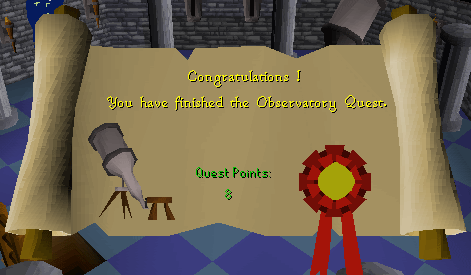 Congratulations !
You have finished the Observatory Quest.
Quest Points:
8